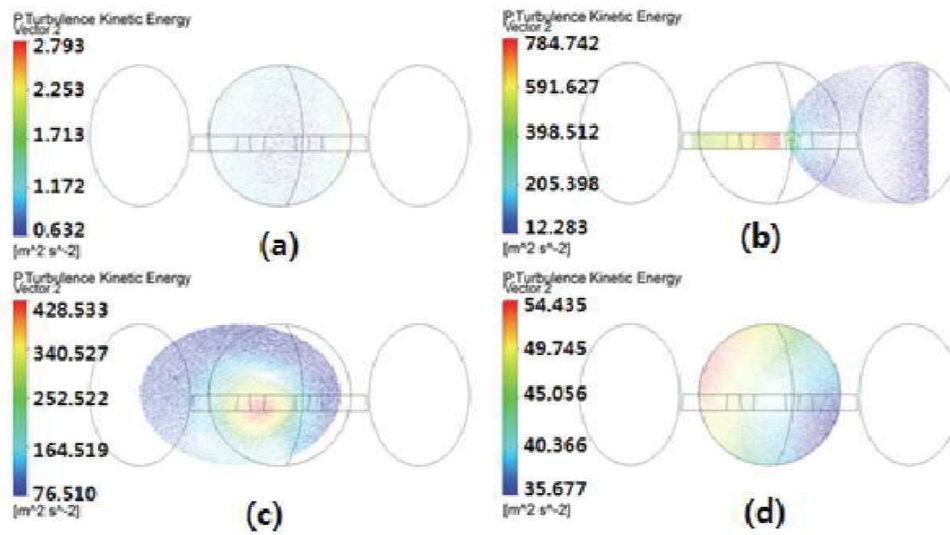 P.Turbulence Kinetic Energy
Vector 2
2.793
2.253
1.713
1.172
0.632
[m^2 s^-2]
(a)
P.Turbulence Kinetic Energy
Vector 2
784.742
591.627
398.512
205.398
12.283
[m^2 s^-2]
(b)
P.Turbulence Kinetic Energy
Vector 2
428.533
340.527
252.522
164.519
76.510
[m^2 s^-2]
(c)
P.Turbulence Kinetic Energy
Vector 2
54.435
49.745
45.056
40.366
35.677
[m^2 s^-2]
(d)